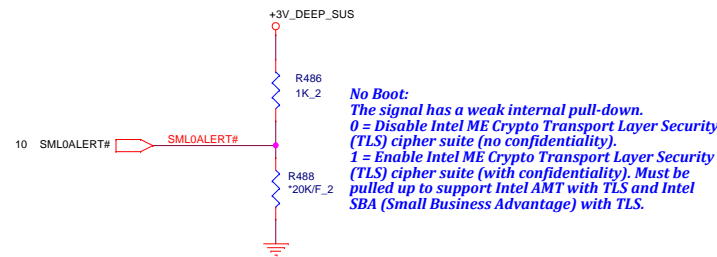 +3V_DEEP_SUS
R486
1K_2
10 SML0ALERT#
SML0ALERT#
R488
*20K/F_2
No Boot:
The signal has a weak internal pull-down.
0 = Disable Intel ME Crypto Transport Layer Security
(TLS) cipher suite (no confidentiality).
1 = Enable Intel ME Crypto Transport Layer Security
(TLS) cipher suite (with confidentiality). Must be
pulled up to support Intel AMT with TLS and Intel
SBA (Small Business Advantage) with TLS.